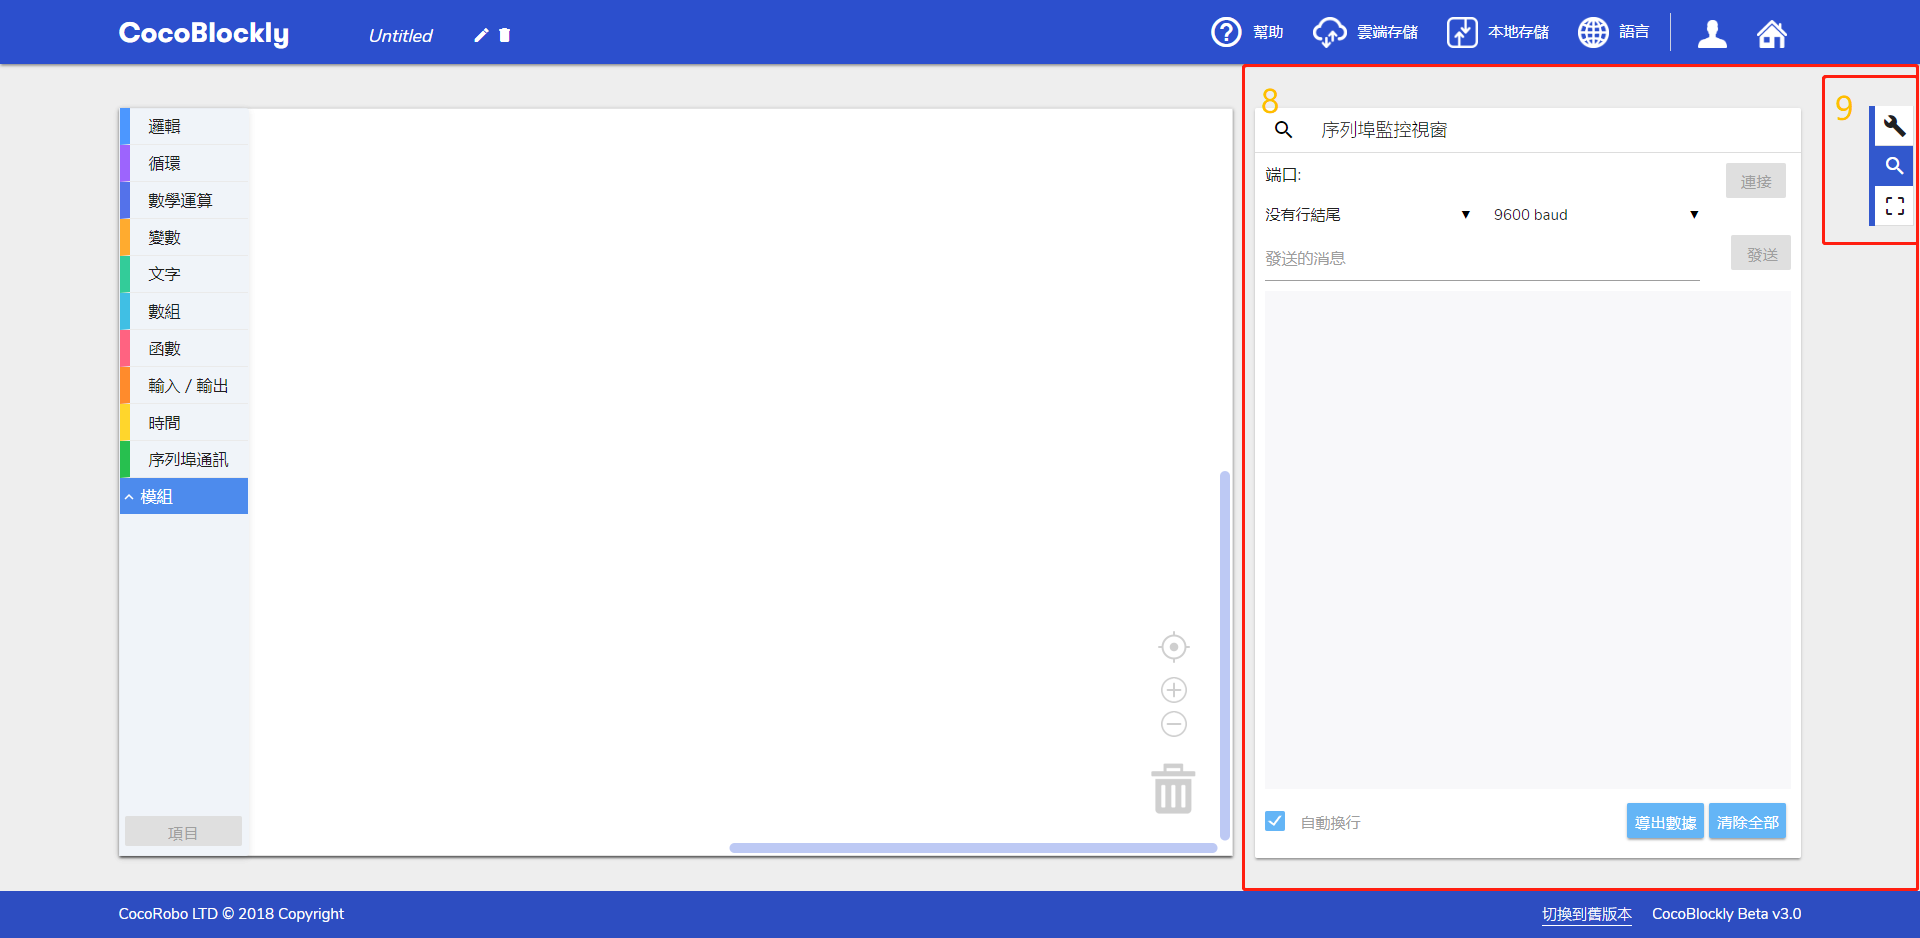 CocoBlockly
Untitled
幫助
雲端存儲
本地存儲
語言
邏輯
循環
數學運算
變數
文字
數組
函數
輸入 / 輸出
時間
序列埠通訊
模組
項目
8
序列埠監控視窗
端口:
連接
没有行結尾 ▼
9600 baud ▼
發送的消息
發送
自動換行
導出數據
清除全部
9
CocoRobo LTD © 2018 Copyright
切換到舊版本
CocoBlockly Beta v3.0